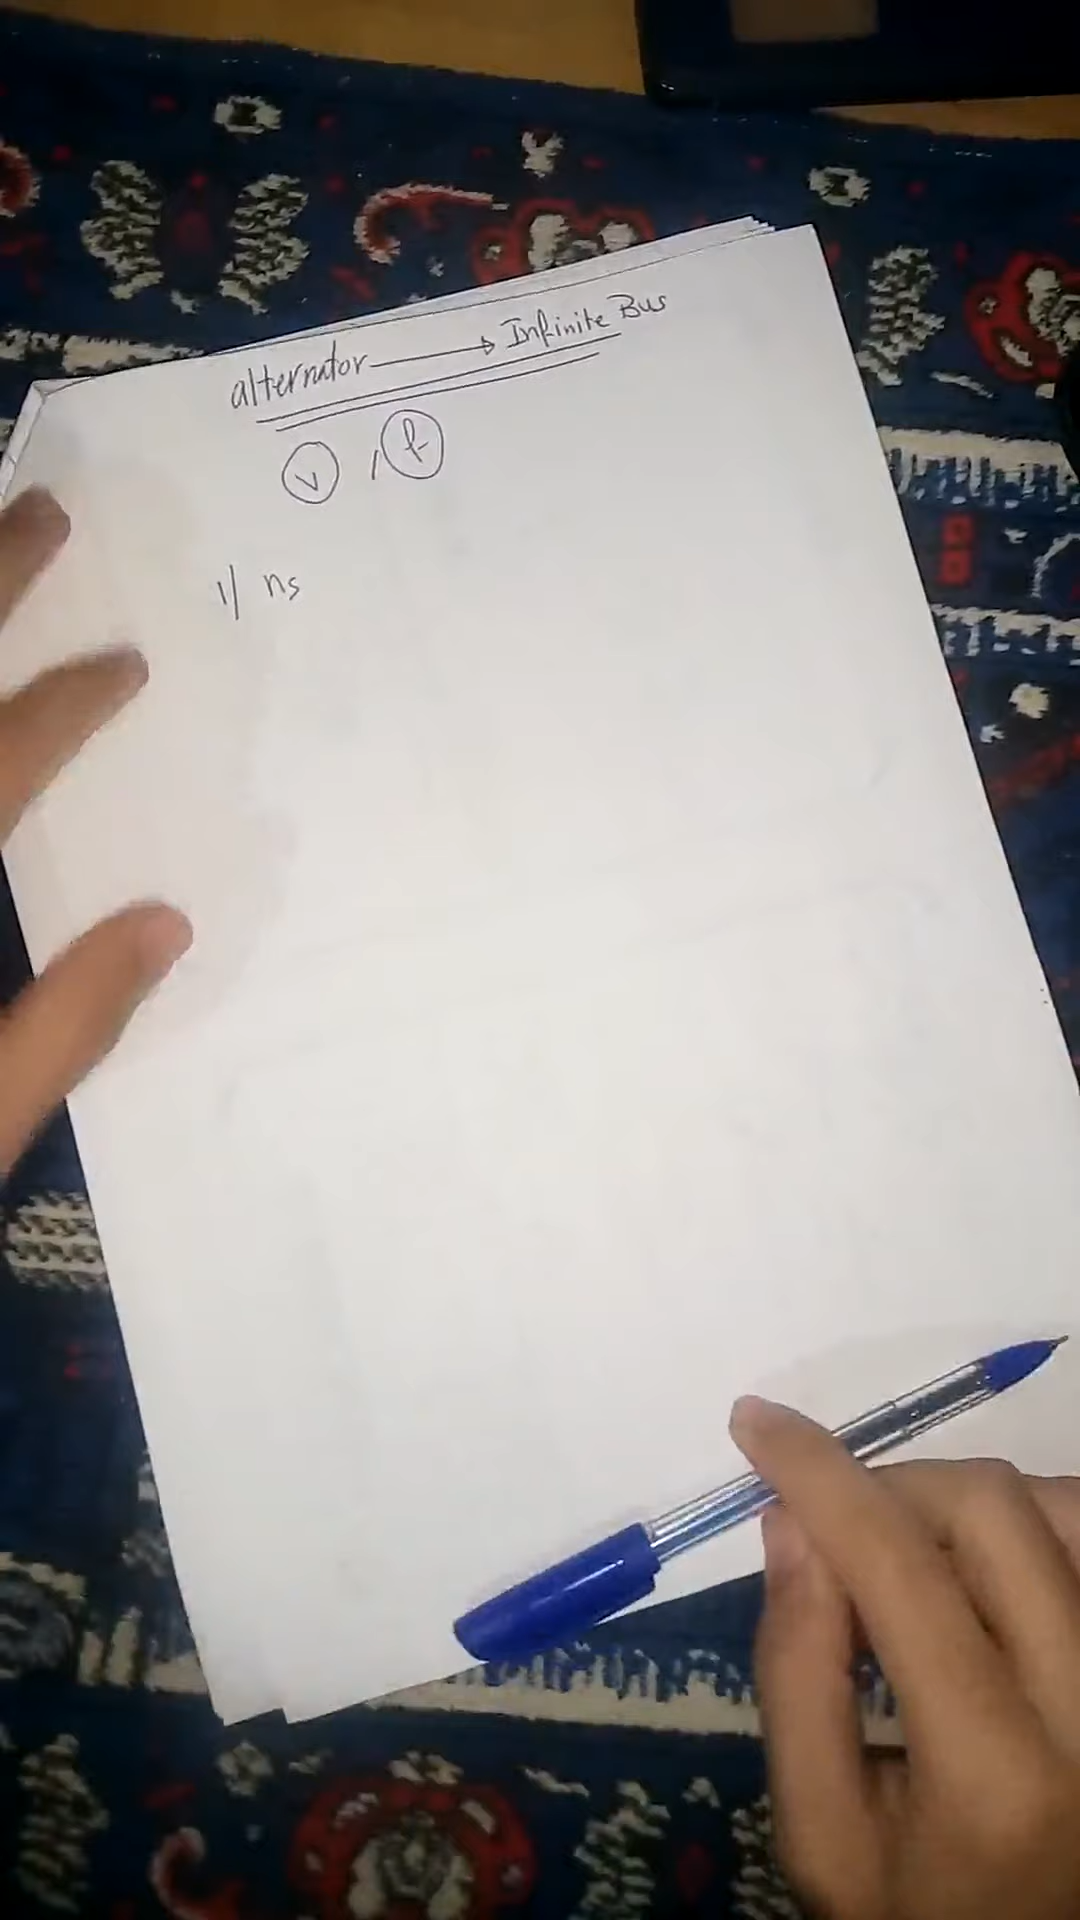 alternator → Infinite Bus
v , f
1/ ns